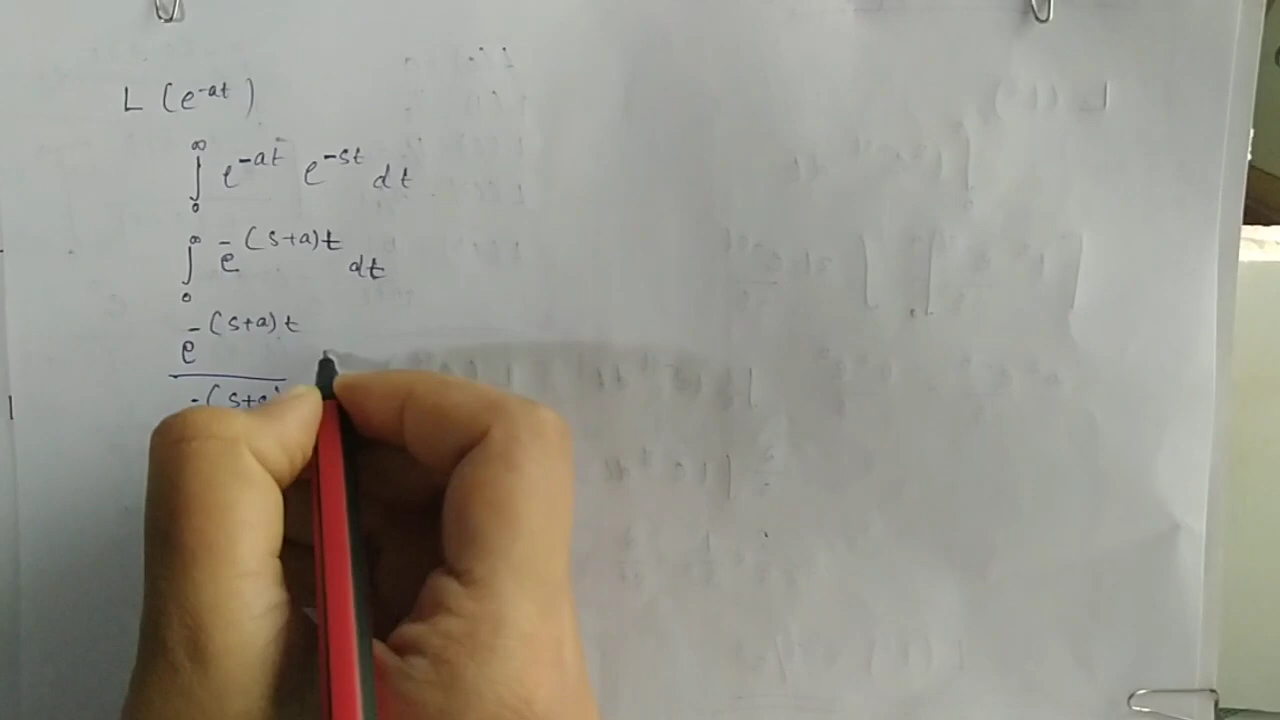 L (e^-at)
∫₀^∞ e^-at e^-st dt
∫₀^∞ e^-(s+a)t dt
e^-(s+a)t
-(s+a)